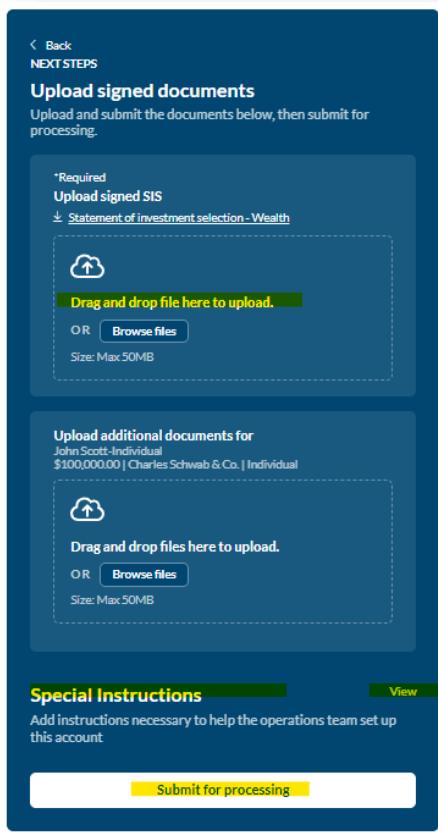 Back
NEXT STEPS
Upload signed documents
Upload and submit the documents below, then submit for
processing.
*Required
Upload signed SIS
Statement of investment selection - Wealth
Drag and drop file here to upload.
OR Browse files
Size: Max 50MB
Upload additional documents for
John Scott-Individual
$100,000.00 | Charles Schwab & Co. | Individual
Drag and drop files here to upload.
OR Browse files
Size: Max 50MB
Special Instructions View
Add instructions necessary to help the operations team set up
this account
Submit for processing